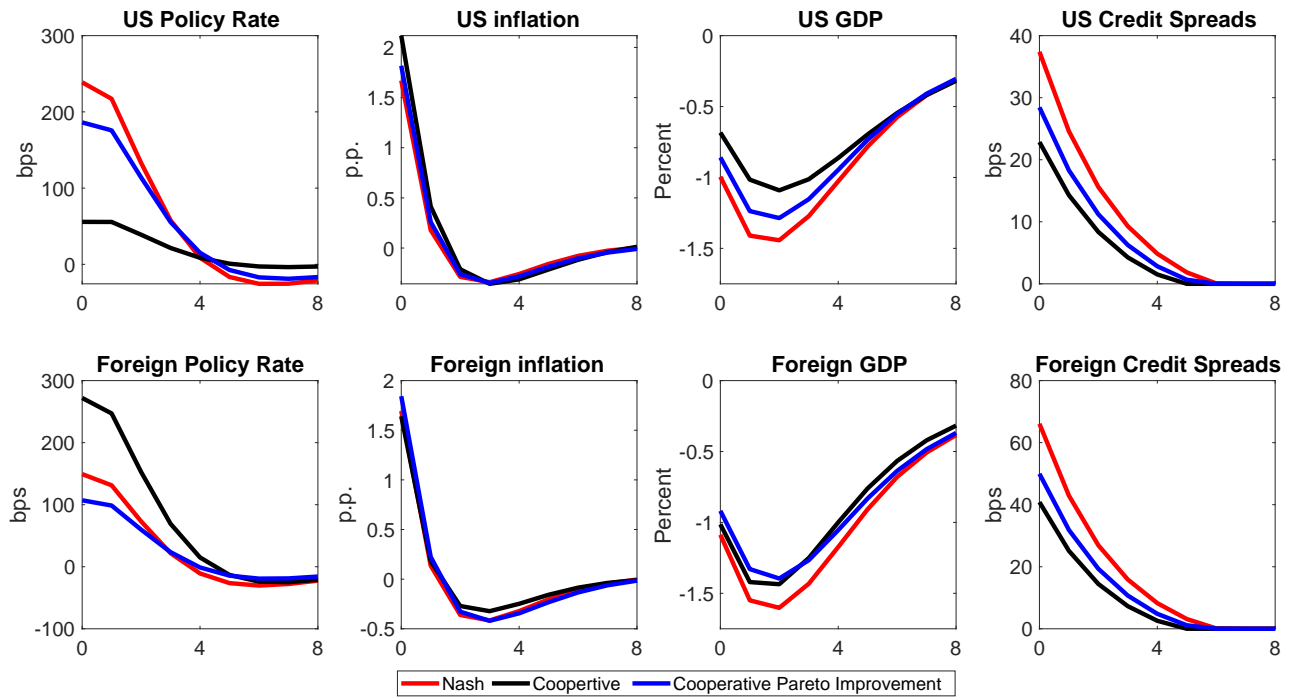 US Policy Rate
300
200
100
0
bps
0 4 8
US inflation
2
1.5
1
0.5
0
p.p.
0 4 8
US GDP
0
-0.5
-1
-1.5
Percent
0 4 8
US Credit Spreads
40
30
20
10
0
bps
0 4 8
Foreign Policy Rate
300
200
100
0
-100
bps
0 4 8
Foreign inflation
2
1.5
1
0.5
0
-0.5
p.p.
0 4 8
Foreign GDP
0
-0.5
-1
-1.5
Percent
0 4 8
Foreign Credit Spreads
80
60
40
20
0
bps
0 4 8
Nash Coopertive Cooperative Pareto Improvement